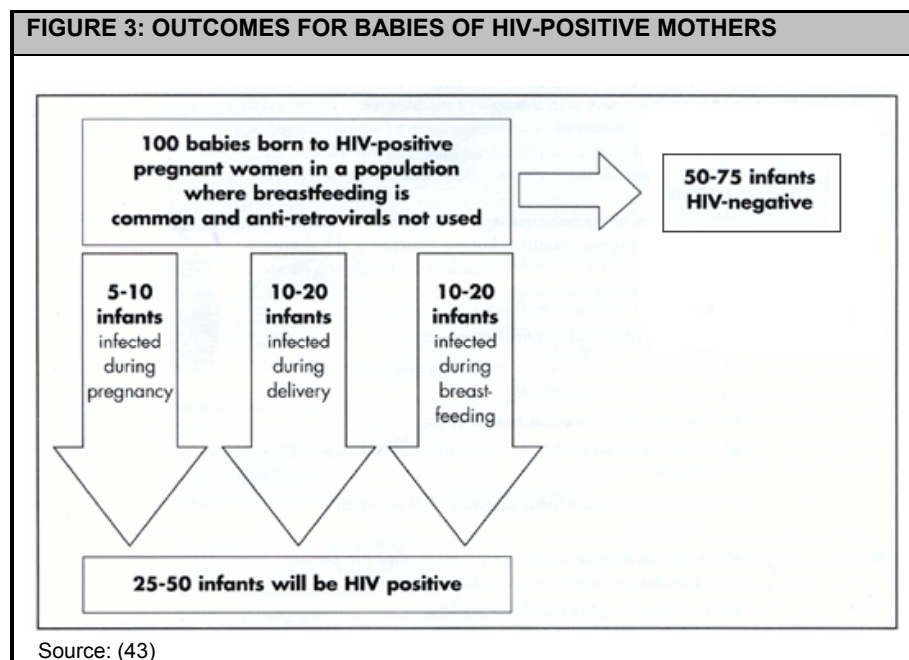 FIGURE 3: OUTCOMES FOR BABIES OF HIV-POSITIVE MOTHERS
100 babies born to HIV-positive
pregnant women in a population
where breastfeeding is
common and anti-retrovirals not used
50-75 infants
HIV-negative
5-10
infants
infected
during
pregnancy
10-20
infants
infected
during
delivery
10-20
infants
infected
during
breast-
feeding
25-50 infants will be HIV positive
Source: (43)